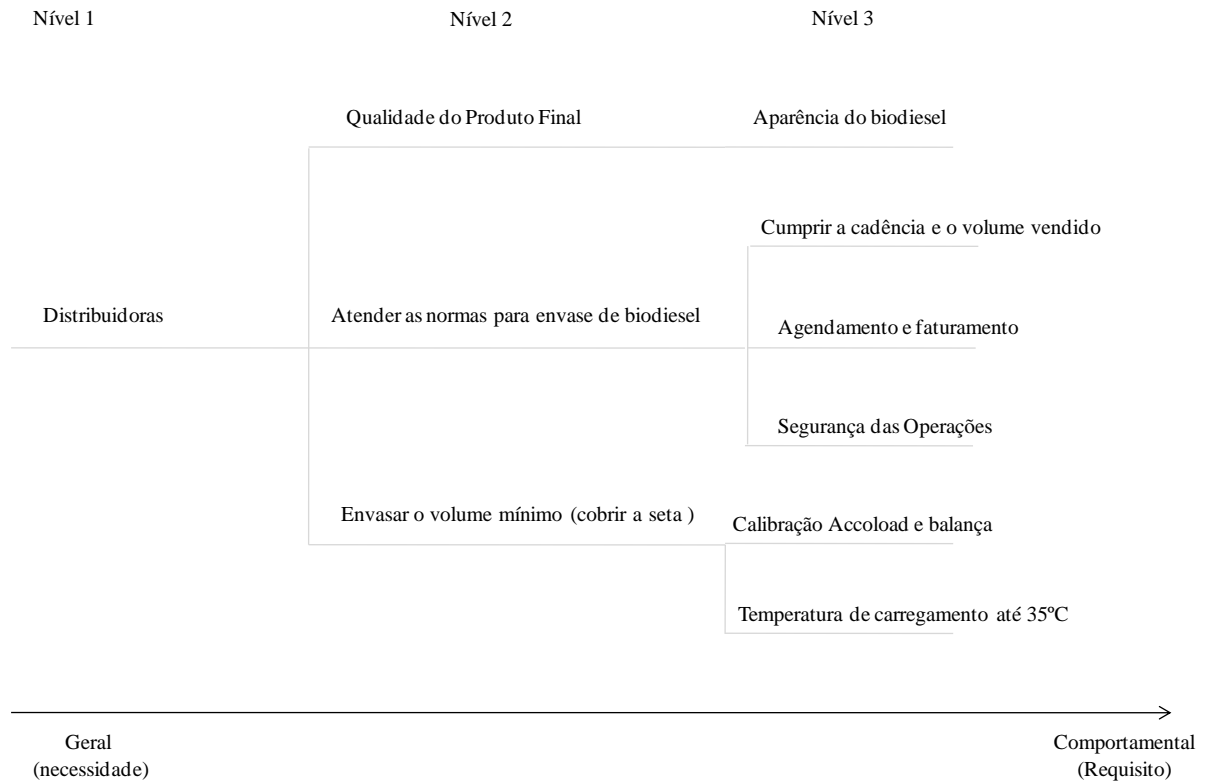 Nível 1
Nível 2
Nível 3
Qualidade do Produto Final
Aparência do biodiesel
Cumprir a cadência e o volume vendido
Distribuidoras
Atender as normas para envase de biodiesel
Agendamento e faturamento
Segurança das Operações
Envasar o volume mínimo (cobrir a seta )
Calibração Accoload e balança
Temperatura de carregamento até 35ºC
Geral
(necessidade)
Comportamental
(Requisito)